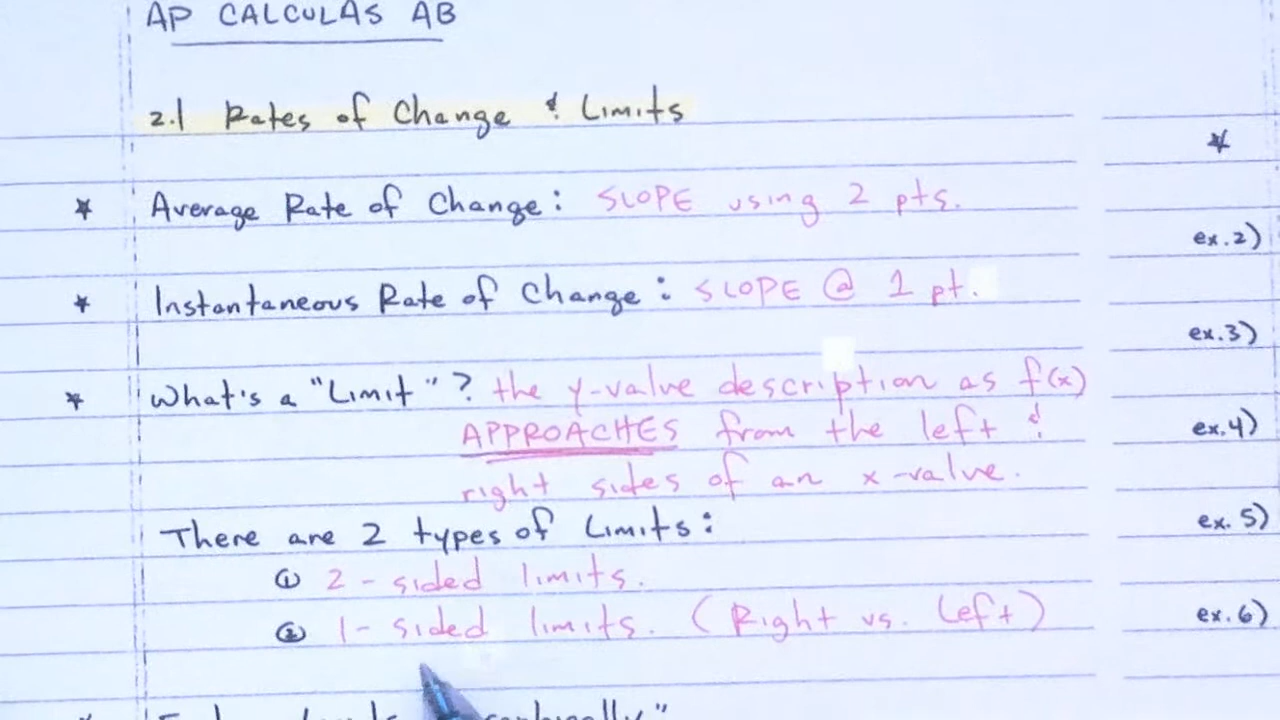 AP CALCULAS AB
2.1 Rates of Change & Limits
* Average Rate of Change: SLOPE using 2 pts.
* Instantaneous Rate of Change: SLOPE @ 1 pt.
* What's a "Limit"? the y-value description as f(x)
APPROACHES from the left &
right sides of an x-value.
There are 2 types of Limits:
① 2-sided limits.
② 1-sided limits. (Right vs. Left)
*
ex.2)
ex.3)
ex.4)
ex.5)
ex.6)